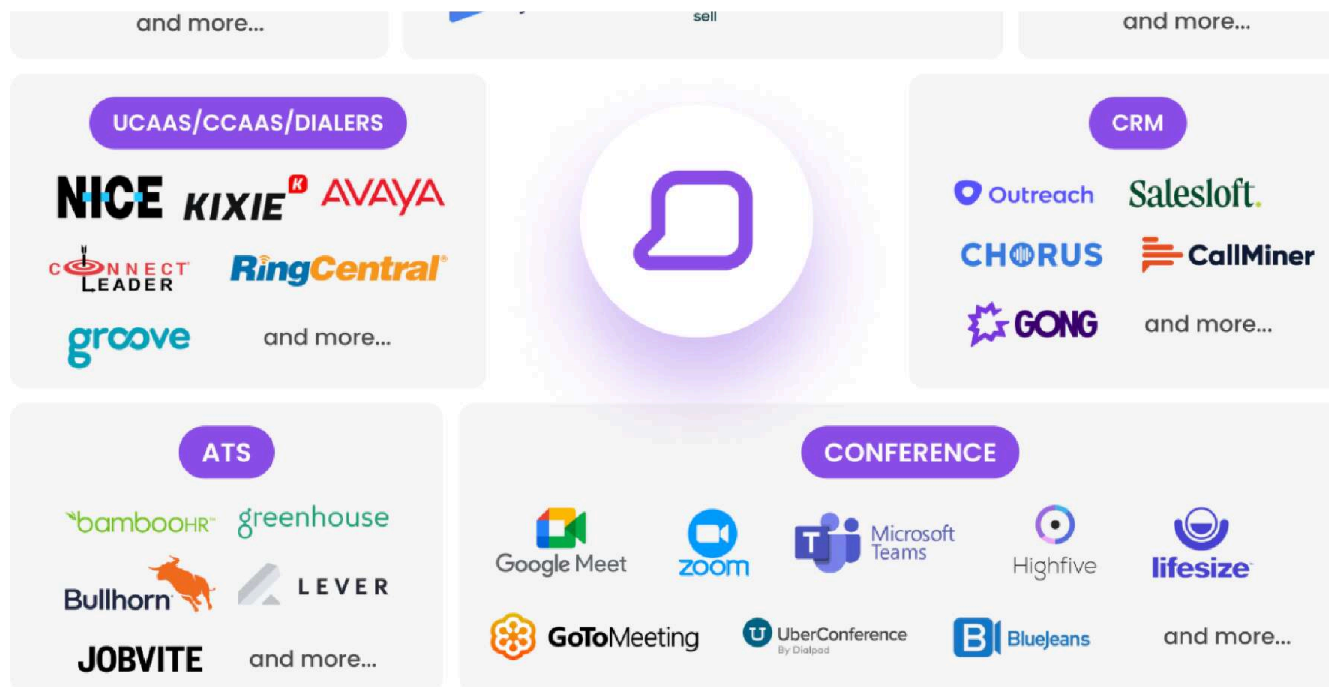 and more...
sell
and more...
UCAAS/CCAAS/DIALERS
NICE KIXIE K AVAYA
CONNECT LEADER RingCentral
groove and more...
CRM
Outreach Salesloft.
CHORUS CallMiner
GONG and more...
ATS
bambooHR™ greenhouse
Bullhorn LEVER
JOBVITE and more...
CONFERENCE
Google Meet zoom T Microsoft Teams Highfive lifesize
GoToMeeting U UberConference By Dialpad B BlueJeans and more...